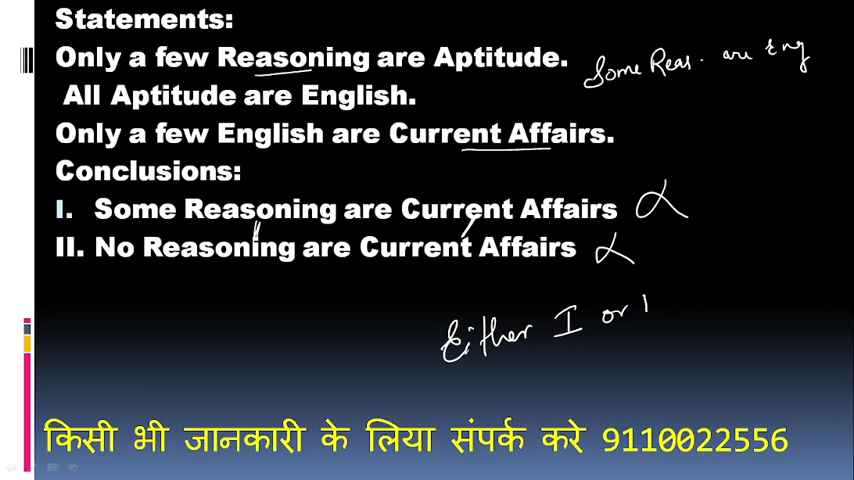 Statements:
Only a few Reasoning are Aptitude.
Some Reas. are Eng
All Aptitude are English.
Only a few English are Current Affairs.
Conclusions:
I. Some Reasoning are Current Affairs
II. No Reasoning are Current Affairs
Either I or I
किसी भी जानकारी के लिया संपर्क करे 9110022556